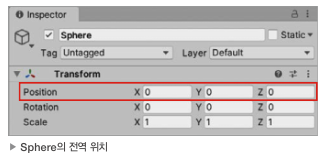 Inspector
Sphere Static
Tag Untagged Layer Default
Transform
Position X 0 Y 0 Z 0
Rotation X 0 Y 0 Z 0
Scale X 1 Y 1 Z 1
▶ Sphere의 전역 위치